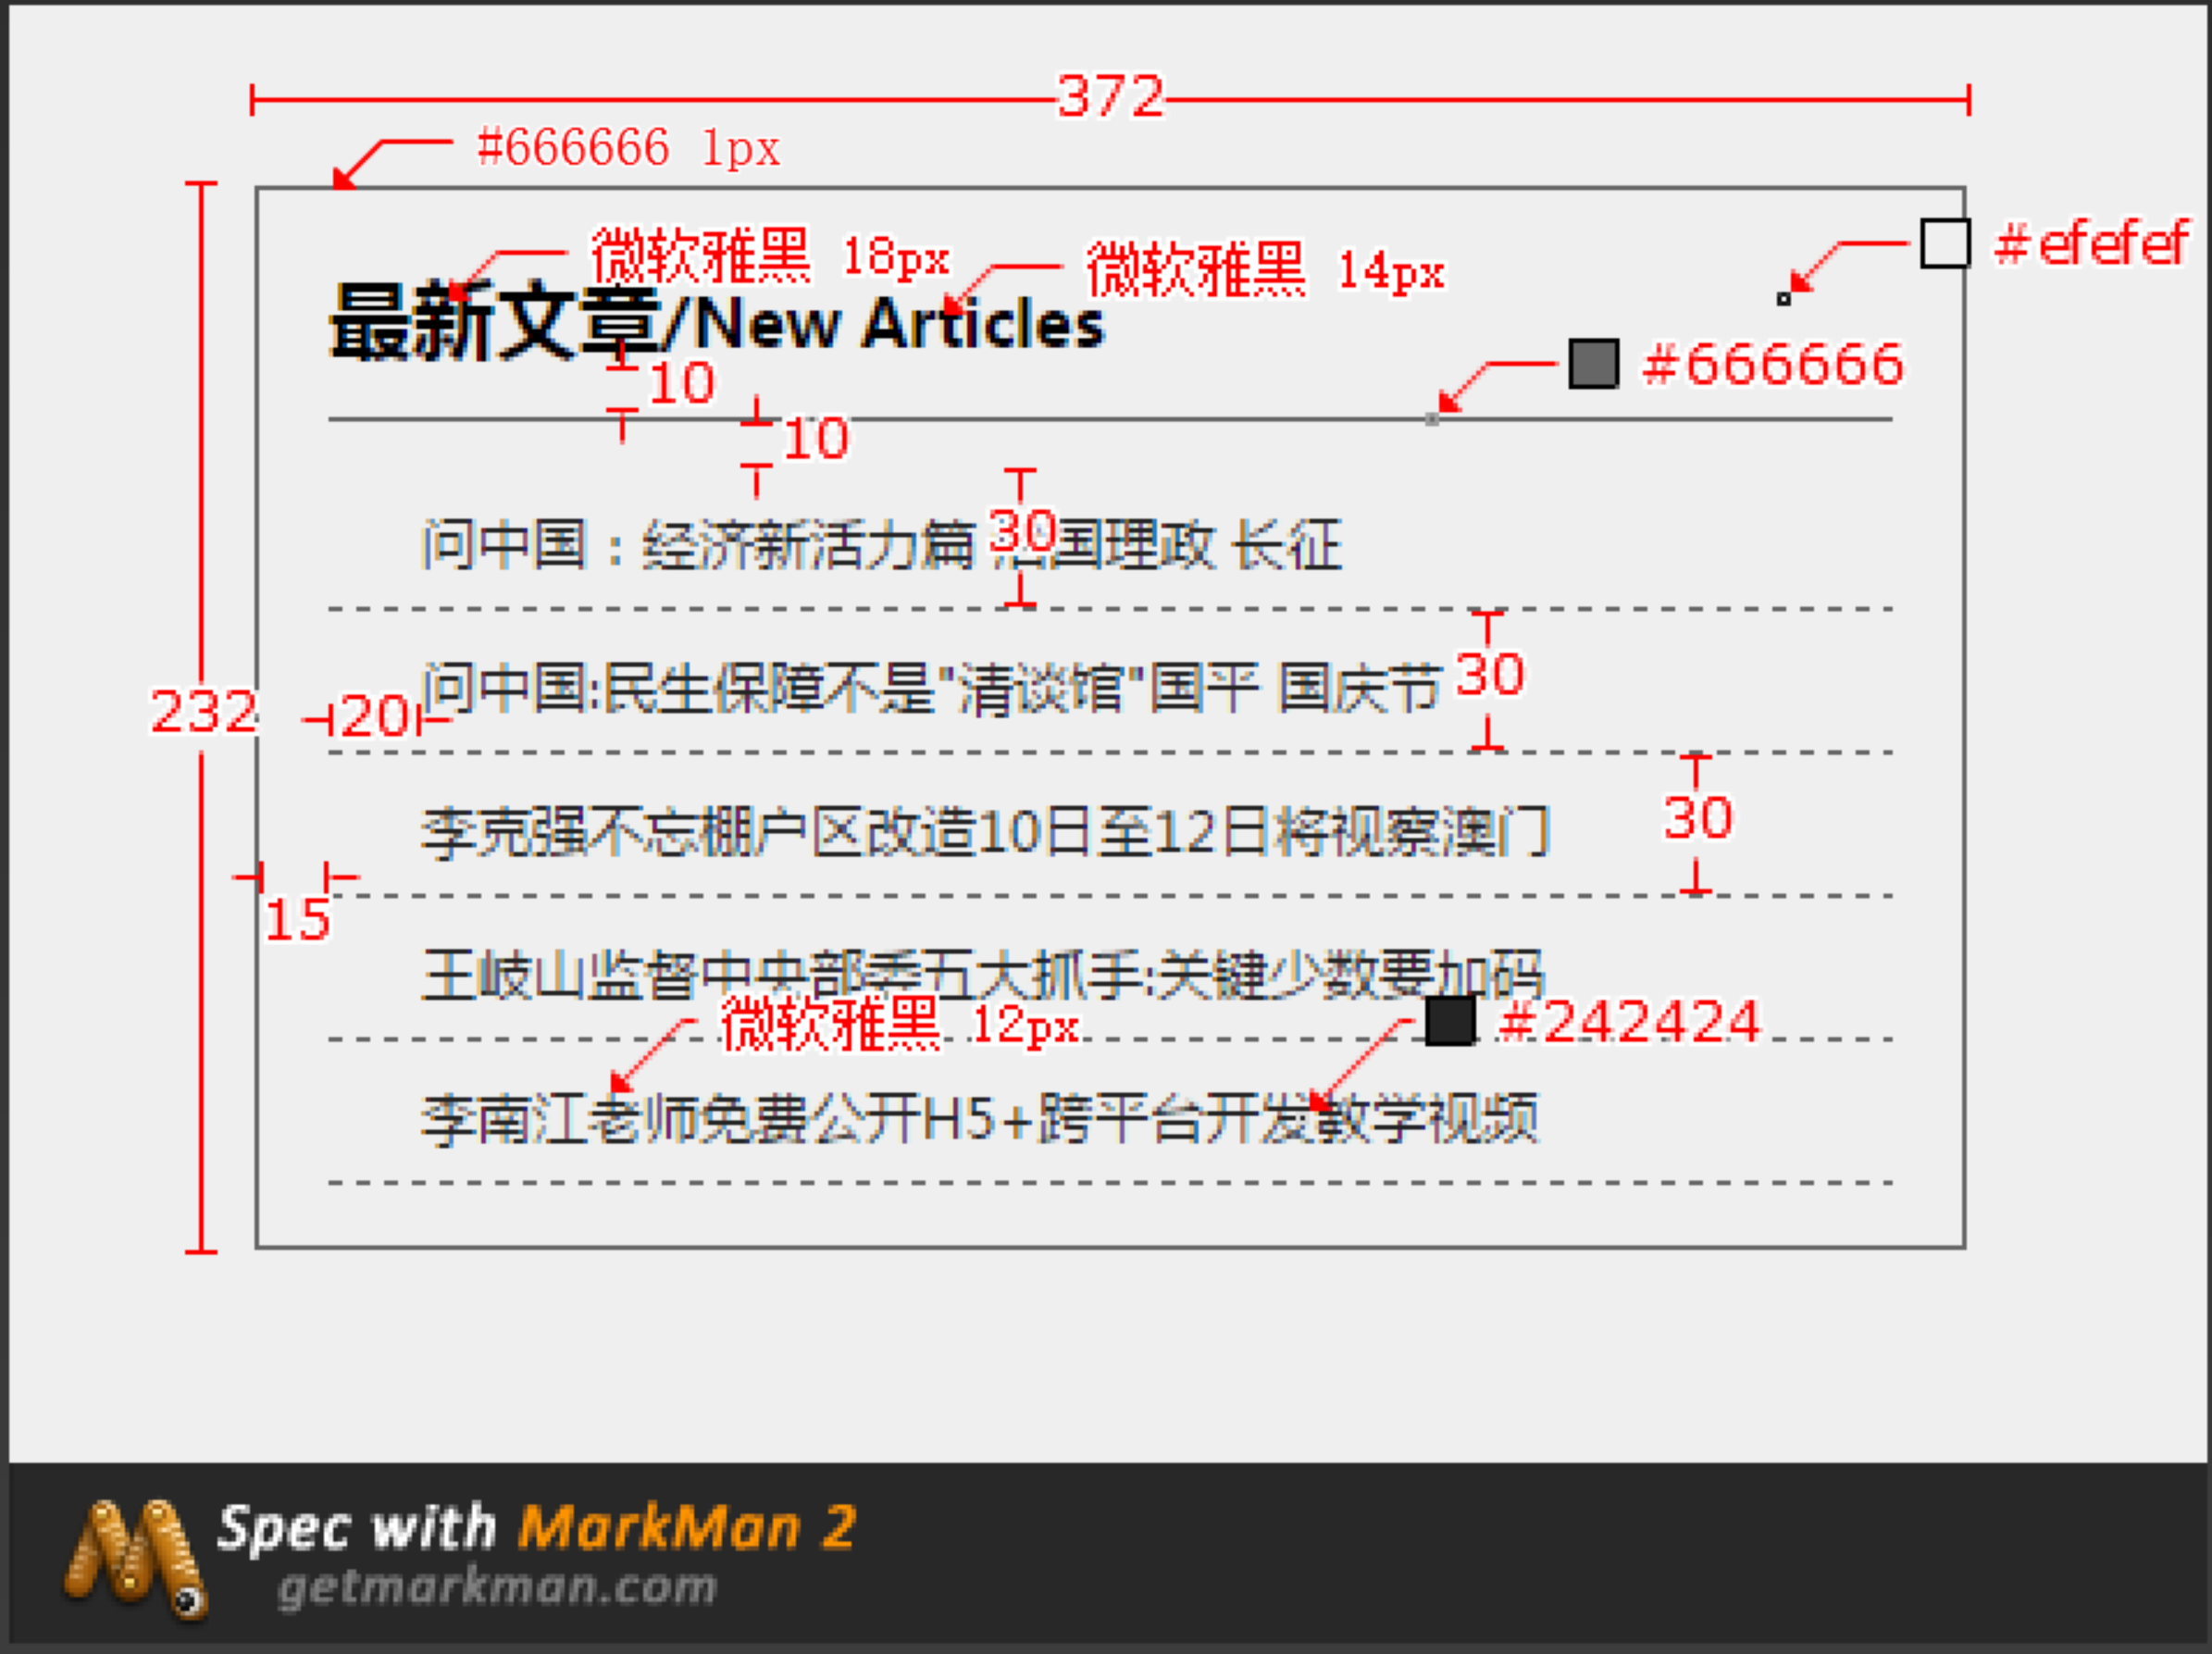 372
#666666 1px
微软雅黑 18px
微软雅黑 14px
#efefef
最新文章/New Articles
#666666
10
10
30
问中国：经济新活力篇 国理政 长征
30
问中国:民生保障不是"清谈馆"国平 国庆节
232
20
30
李克强不忘棚户区改造10日至12日将视察澳门
15
王岐山监督中央部委五大抓手:关键少数要加码
微软雅黑 12px
#242424
李南江老师免费公开H5+跨平台开发教学视频
Spec with MarkMan 2
getmarkman.com